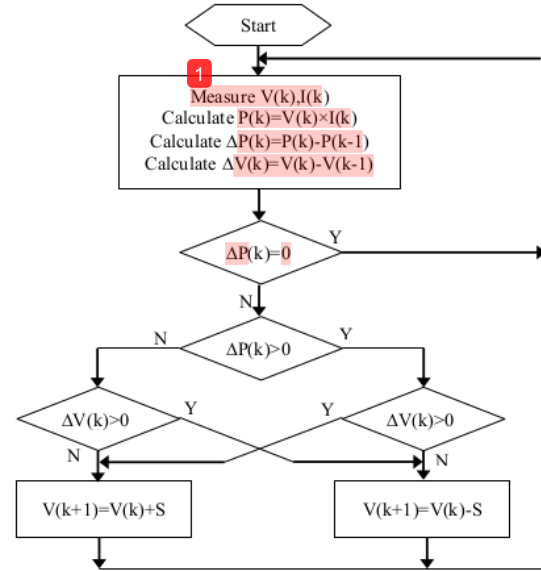 Start
1
Measure V(k),I(k)
Calculate P(k)=V(k)×I(k)
Calculate ΔP(k)=P(k)-P(k-1)
Calculate ΔV(k)=V(k)-V(k-1)
ΔP(k)=0
Y
N
ΔP(k)>0
N
Y
ΔV(k)>0
Y
Y
ΔV(k)>0
N
N
V(k+1)=V(k)+S
V(k+1)=V(k)-S